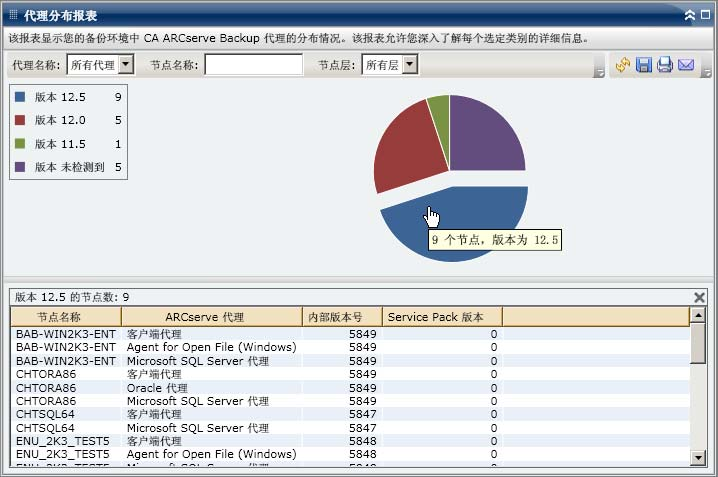 代理分布报表
该报表显示您的备份环境中 CA ARCserve Backup 代理的分布情况。该报表允许您深入了解每个选定类别的详细信息。
代理名称: 所有代理 节点名称: 节点层: 所有层
版本 12.5 9
版本 12.0 5
版本 11.5 1
版本 未检测到 5
9 个节点，版本为 12.5
版本 12.5 的节点数: 9
节点名称 ARCserve 代理 内部版本号 Service Pack 版本
BAB-WIN2K3-ENT 客户端代理 5849 0
BAB-WIN2K3-ENT Agent for Open File (Windows) 5849 0
BAB-WIN2K3-ENT Microsoft SQL Server 代理 5849 0
CHTORA86 客户端代理 5849 0
CHTORA86 Oracle 代理 5849 0
CHTORA86 Microsoft SQL Server 代理 5849 0
CHTSQL64 客户端代理 5847 0
CHTSQL64 Microsoft SQL Server 代理 5847 0
ENU_2K3_TEST5 客户端代理 5848 0
ENU_2K3_TEST5 Agent for Open File (Windows) 5848 0
ENU_2K3_TEST5 Microsoft SQL Server 代理 5848 0